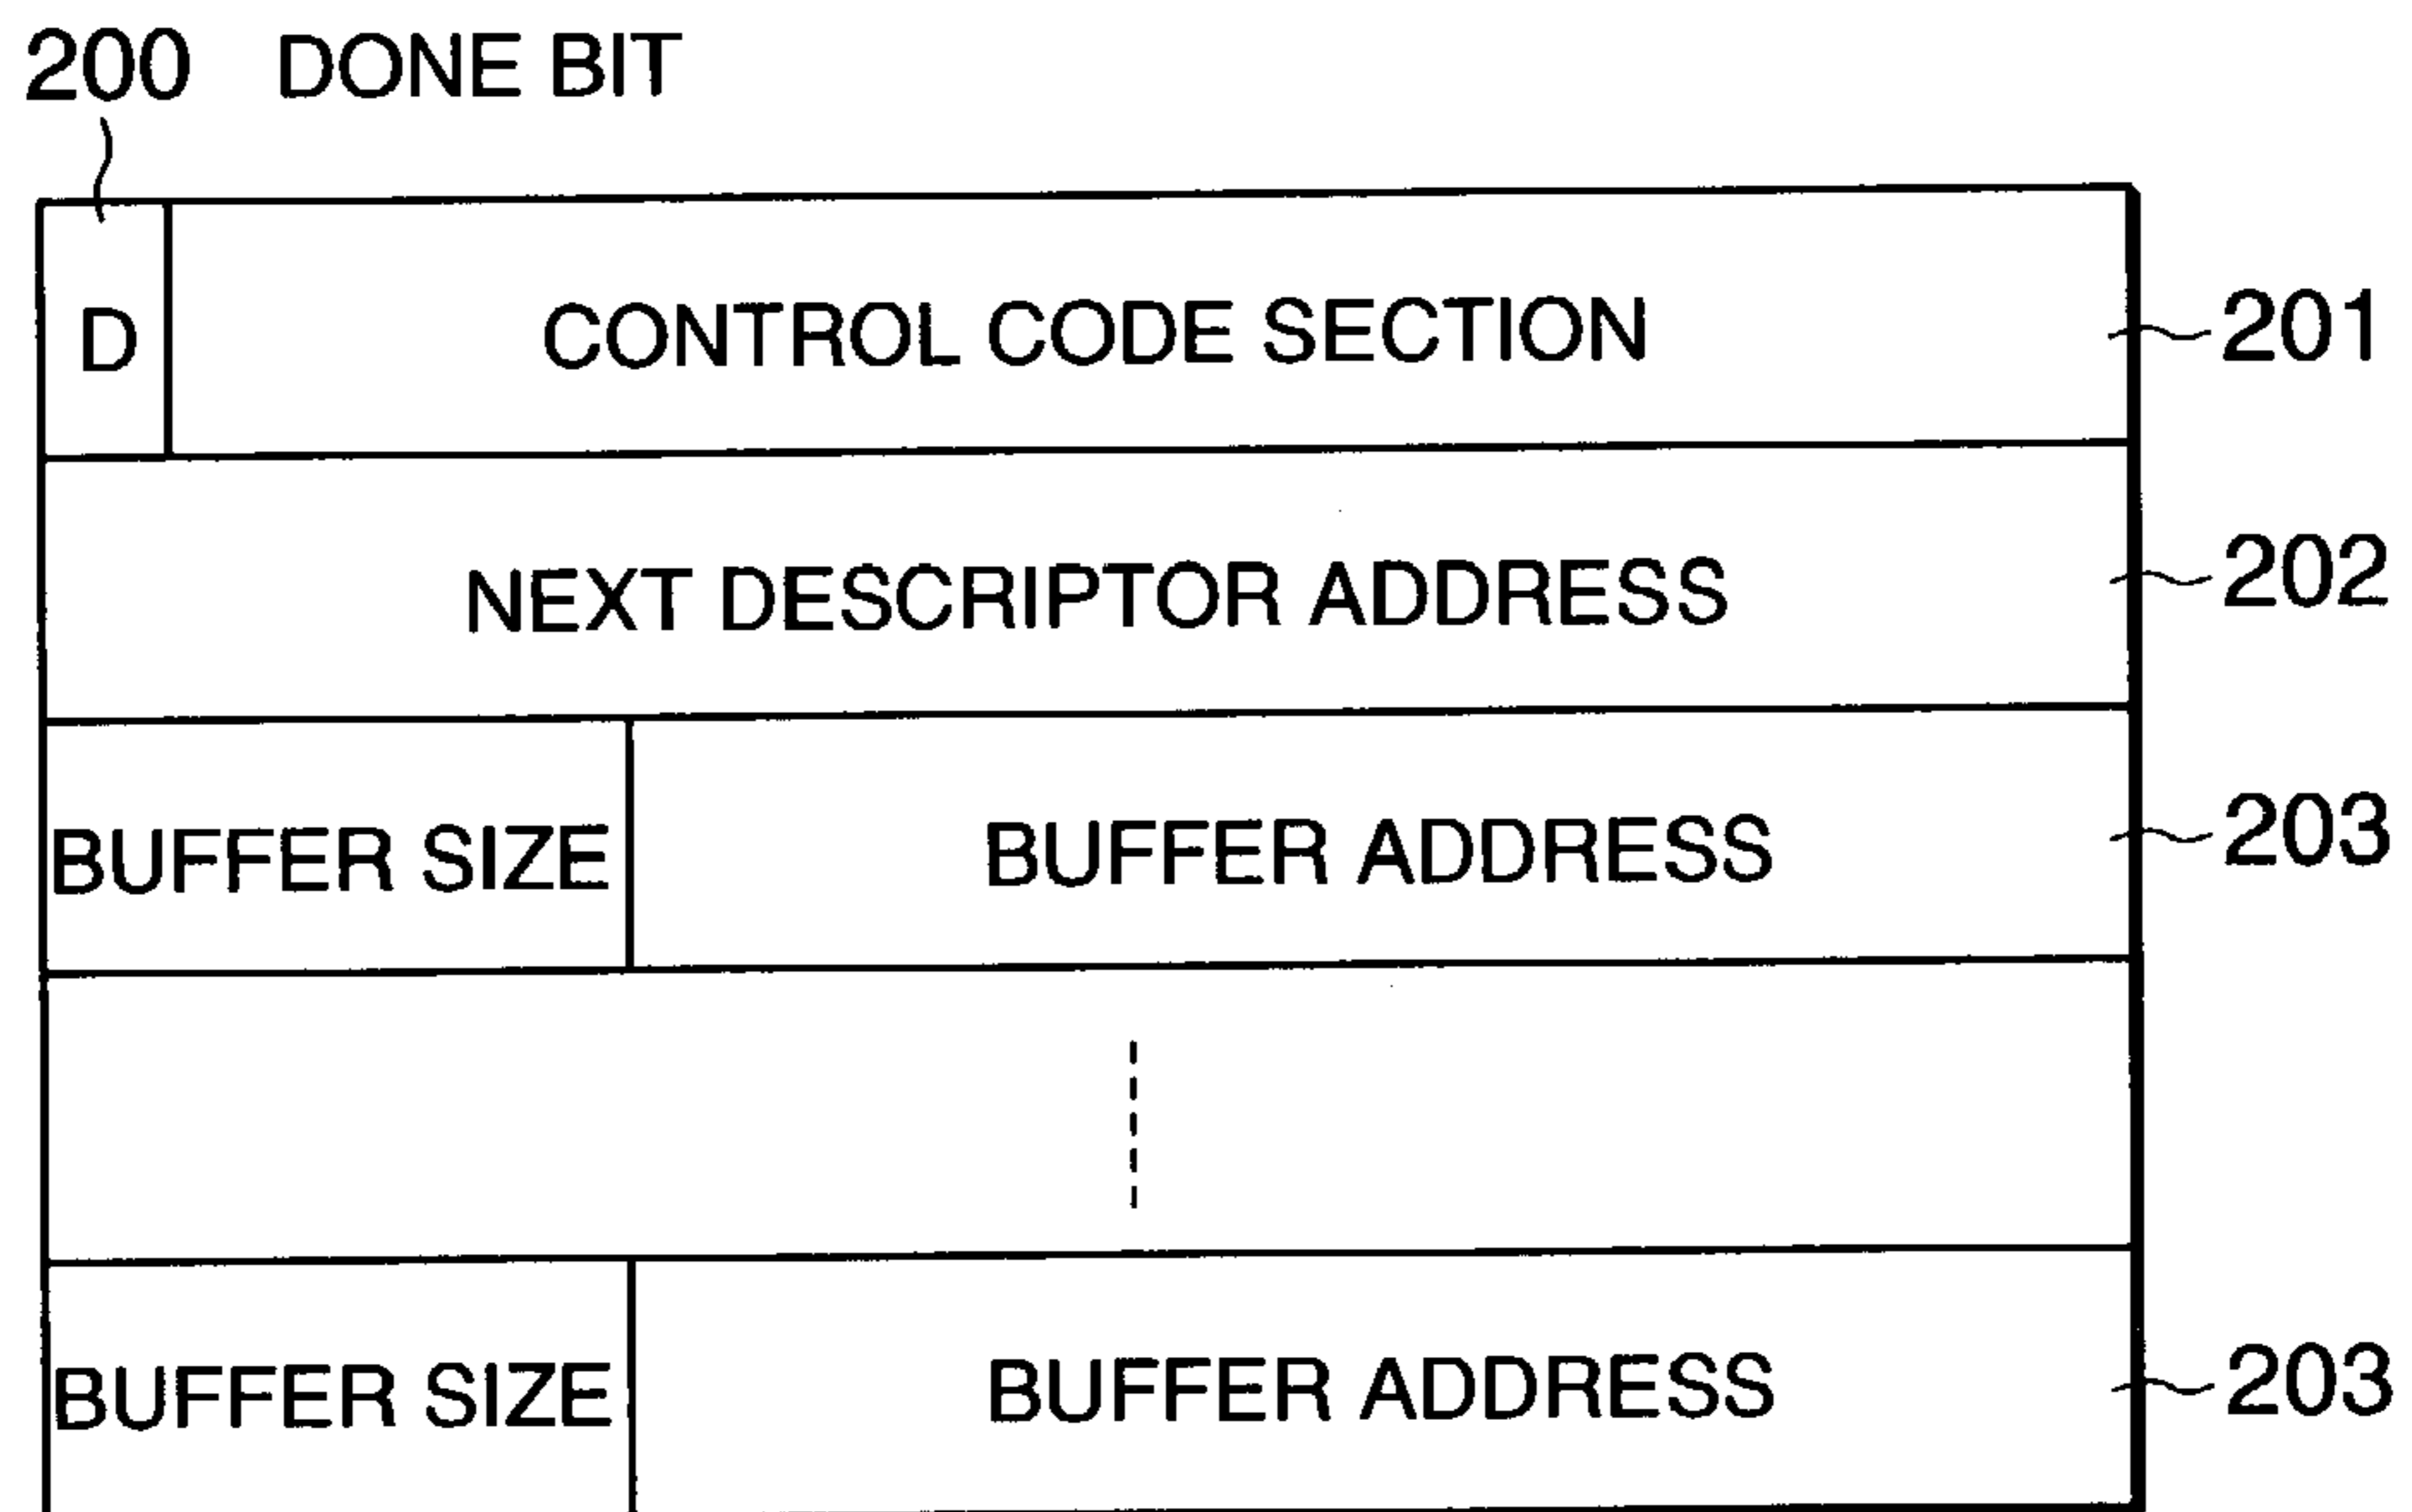 200 DONE BIT
D CONTROL CODE SECTION 201
NEXT DESCRIPTOR ADDRESS 202
BUFFER SIZE BUFFER ADDRESS 203
BUFFER SIZE BUFFER ADDRESS 203